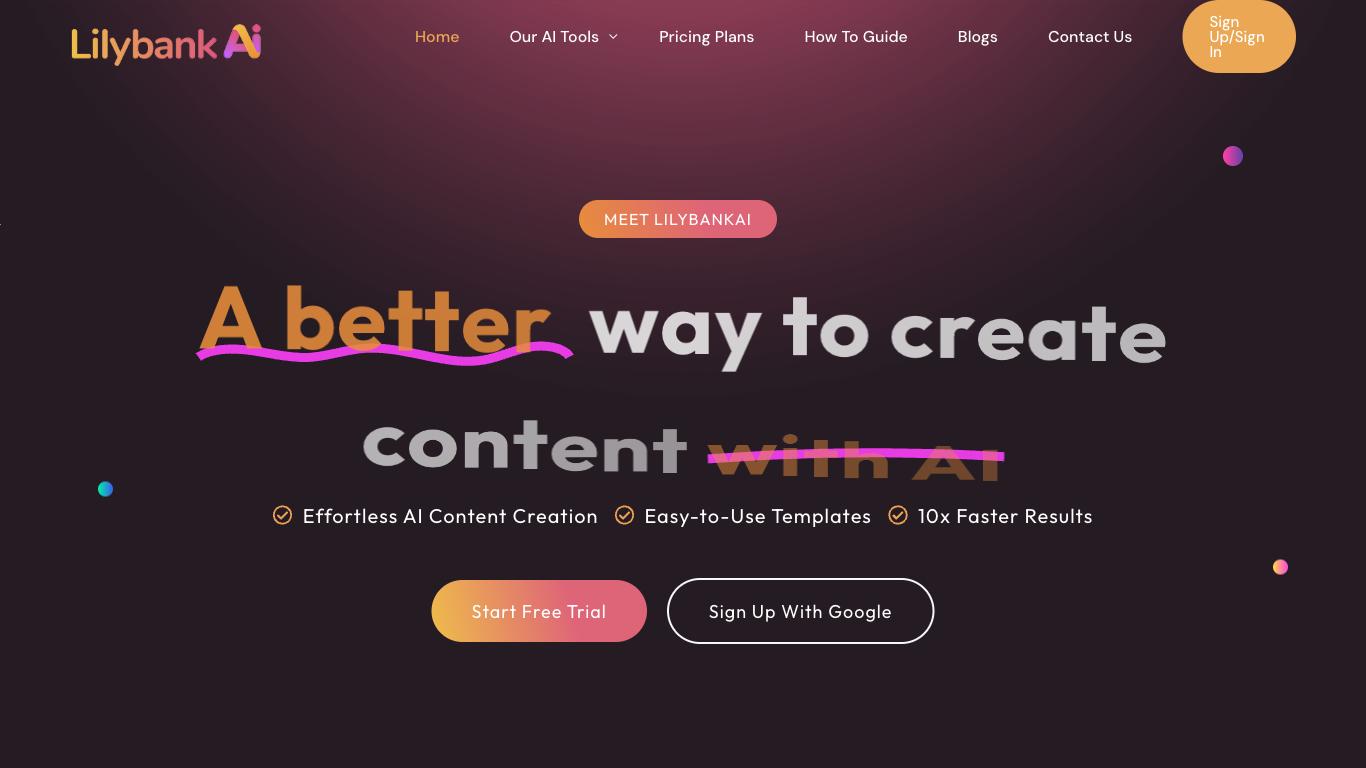 Lilybank Ai
Home
Our AI Tools
Pricing Plans
How To Guide
Blogs
Contact Us
Sign
Up/Sign
In
MEET LILYBANKAI
A better way to create
content with AI
Effortless AI Content Creation
Easy-to-Use Templates
10x Faster Results
Start Free Trial
Sign Up With Google